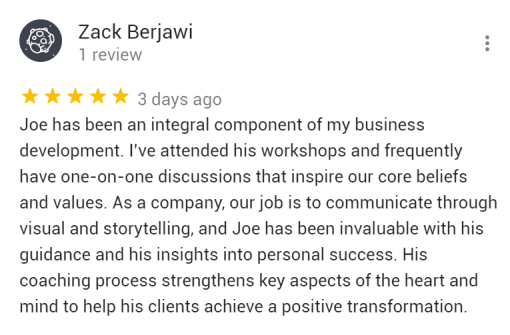 Zack Berjawi
1 review
3 days ago
Joe has been an integral component of my business
development. I've attended his workshops and frequently
have one-on-one discussions that inspire our core beliefs
and values. As a company, our job is to communicate through
visual and storytelling, and Joe has been invaluable with his
guidance and his insights into personal success. His
coaching process strengthens key aspects of the heart and
mind to help his clients achieve a positive transformation.